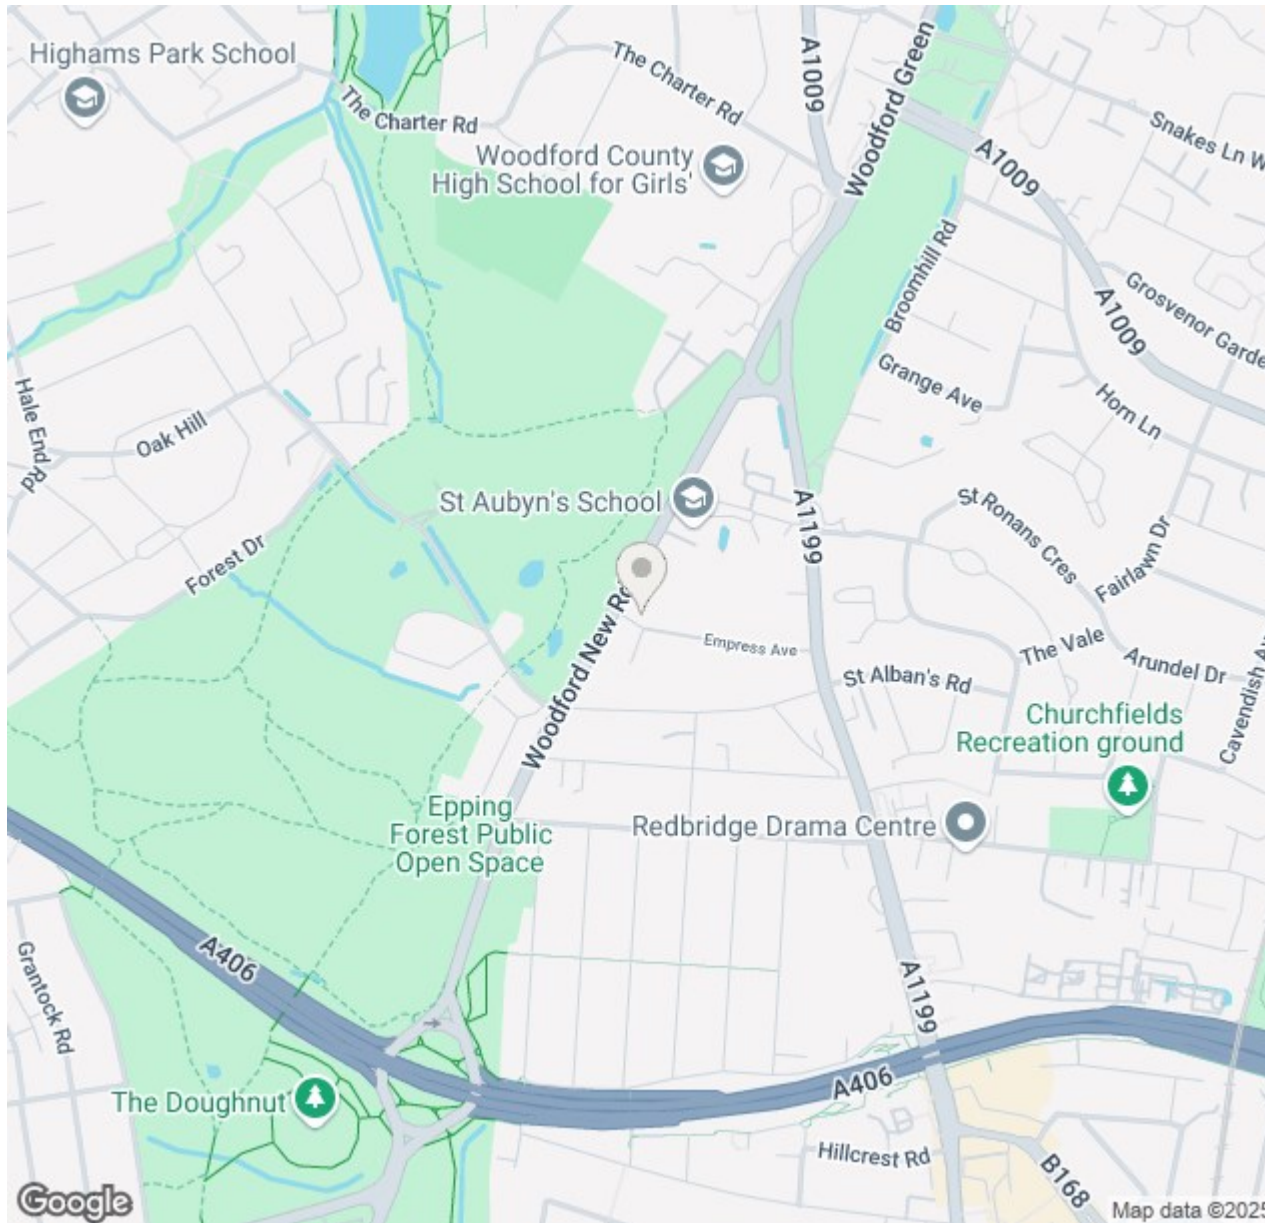 Highams Park School
The Charter Rd
The Charter Rd
A1009
Woodford Green
Snakes Ln W
Woodford County
High School for Girls'
A1009
Broomhill Rd
Grosvenor Garde
A1009
Grange Ave
Horn Ln
Hale End Rd
Oak Hill
St Aubyn's School
A1199
St Ronans Cres
Fairlawn Dr
Forest Dr
Woodford New Rd
Empress Ave
The Vale
Arundel Dr
St Alban's Rd
Cavendish Av
Churchfields
Recreation ground
Woodford New Rd
Epping
Forest Public
Open Space
Redbridge Drama Centre
A406
Grantock Rd
A1199
The Doughnut
A406
Hillcrest Rd
B168
Google
Map data ©2025